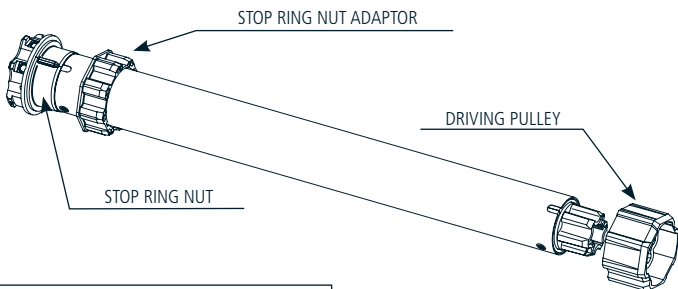 STOP RING NUT ADAPTOR
DRIVING PULLEY
STOP RING NUT